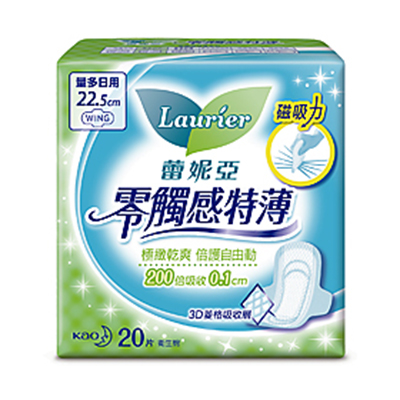 量多日用
22.5cm
WING
Laurier
磁吸力
蕾妮亞
零觸感特薄
極緻乾爽 倍護自由動
200倍吸收0.1cm
3D菱格吸收層
Kao
20片 衛生棉